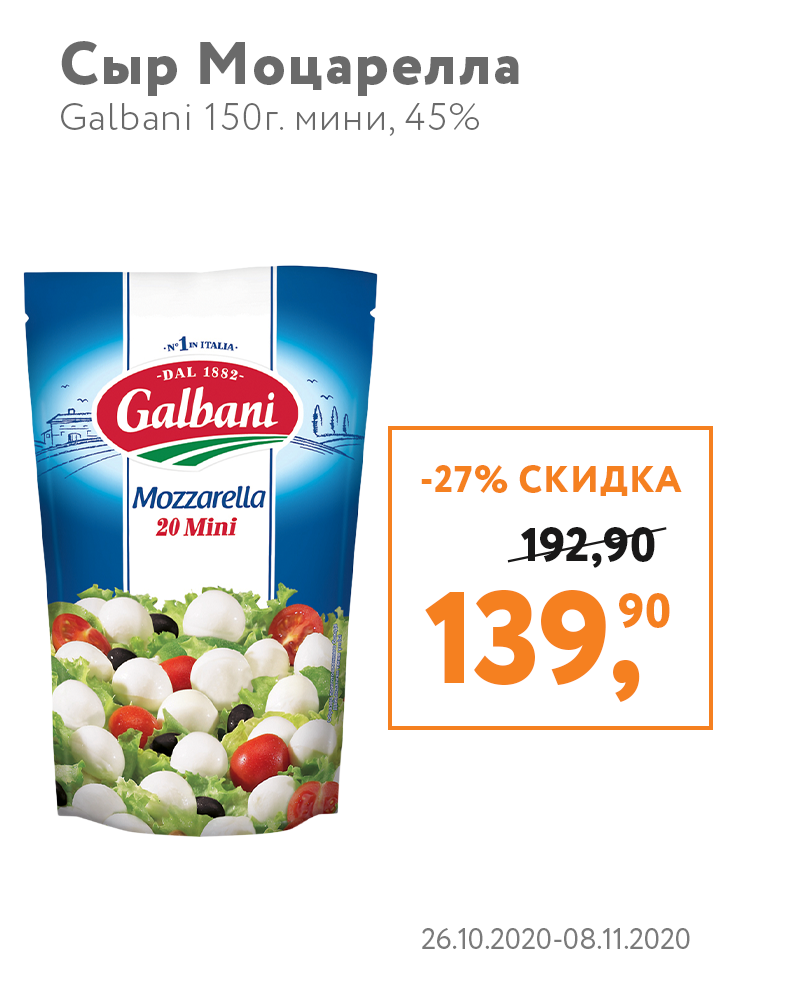 Сыр Моцарелла
Galbani 150г. мини, 45%
·N°1 IN ITALIA·
-DAL 1882-
Galbani
Mozzarella
20 Mini
-27% СКИДКА
192,90
139,90
26.10.2020-08.11.2020